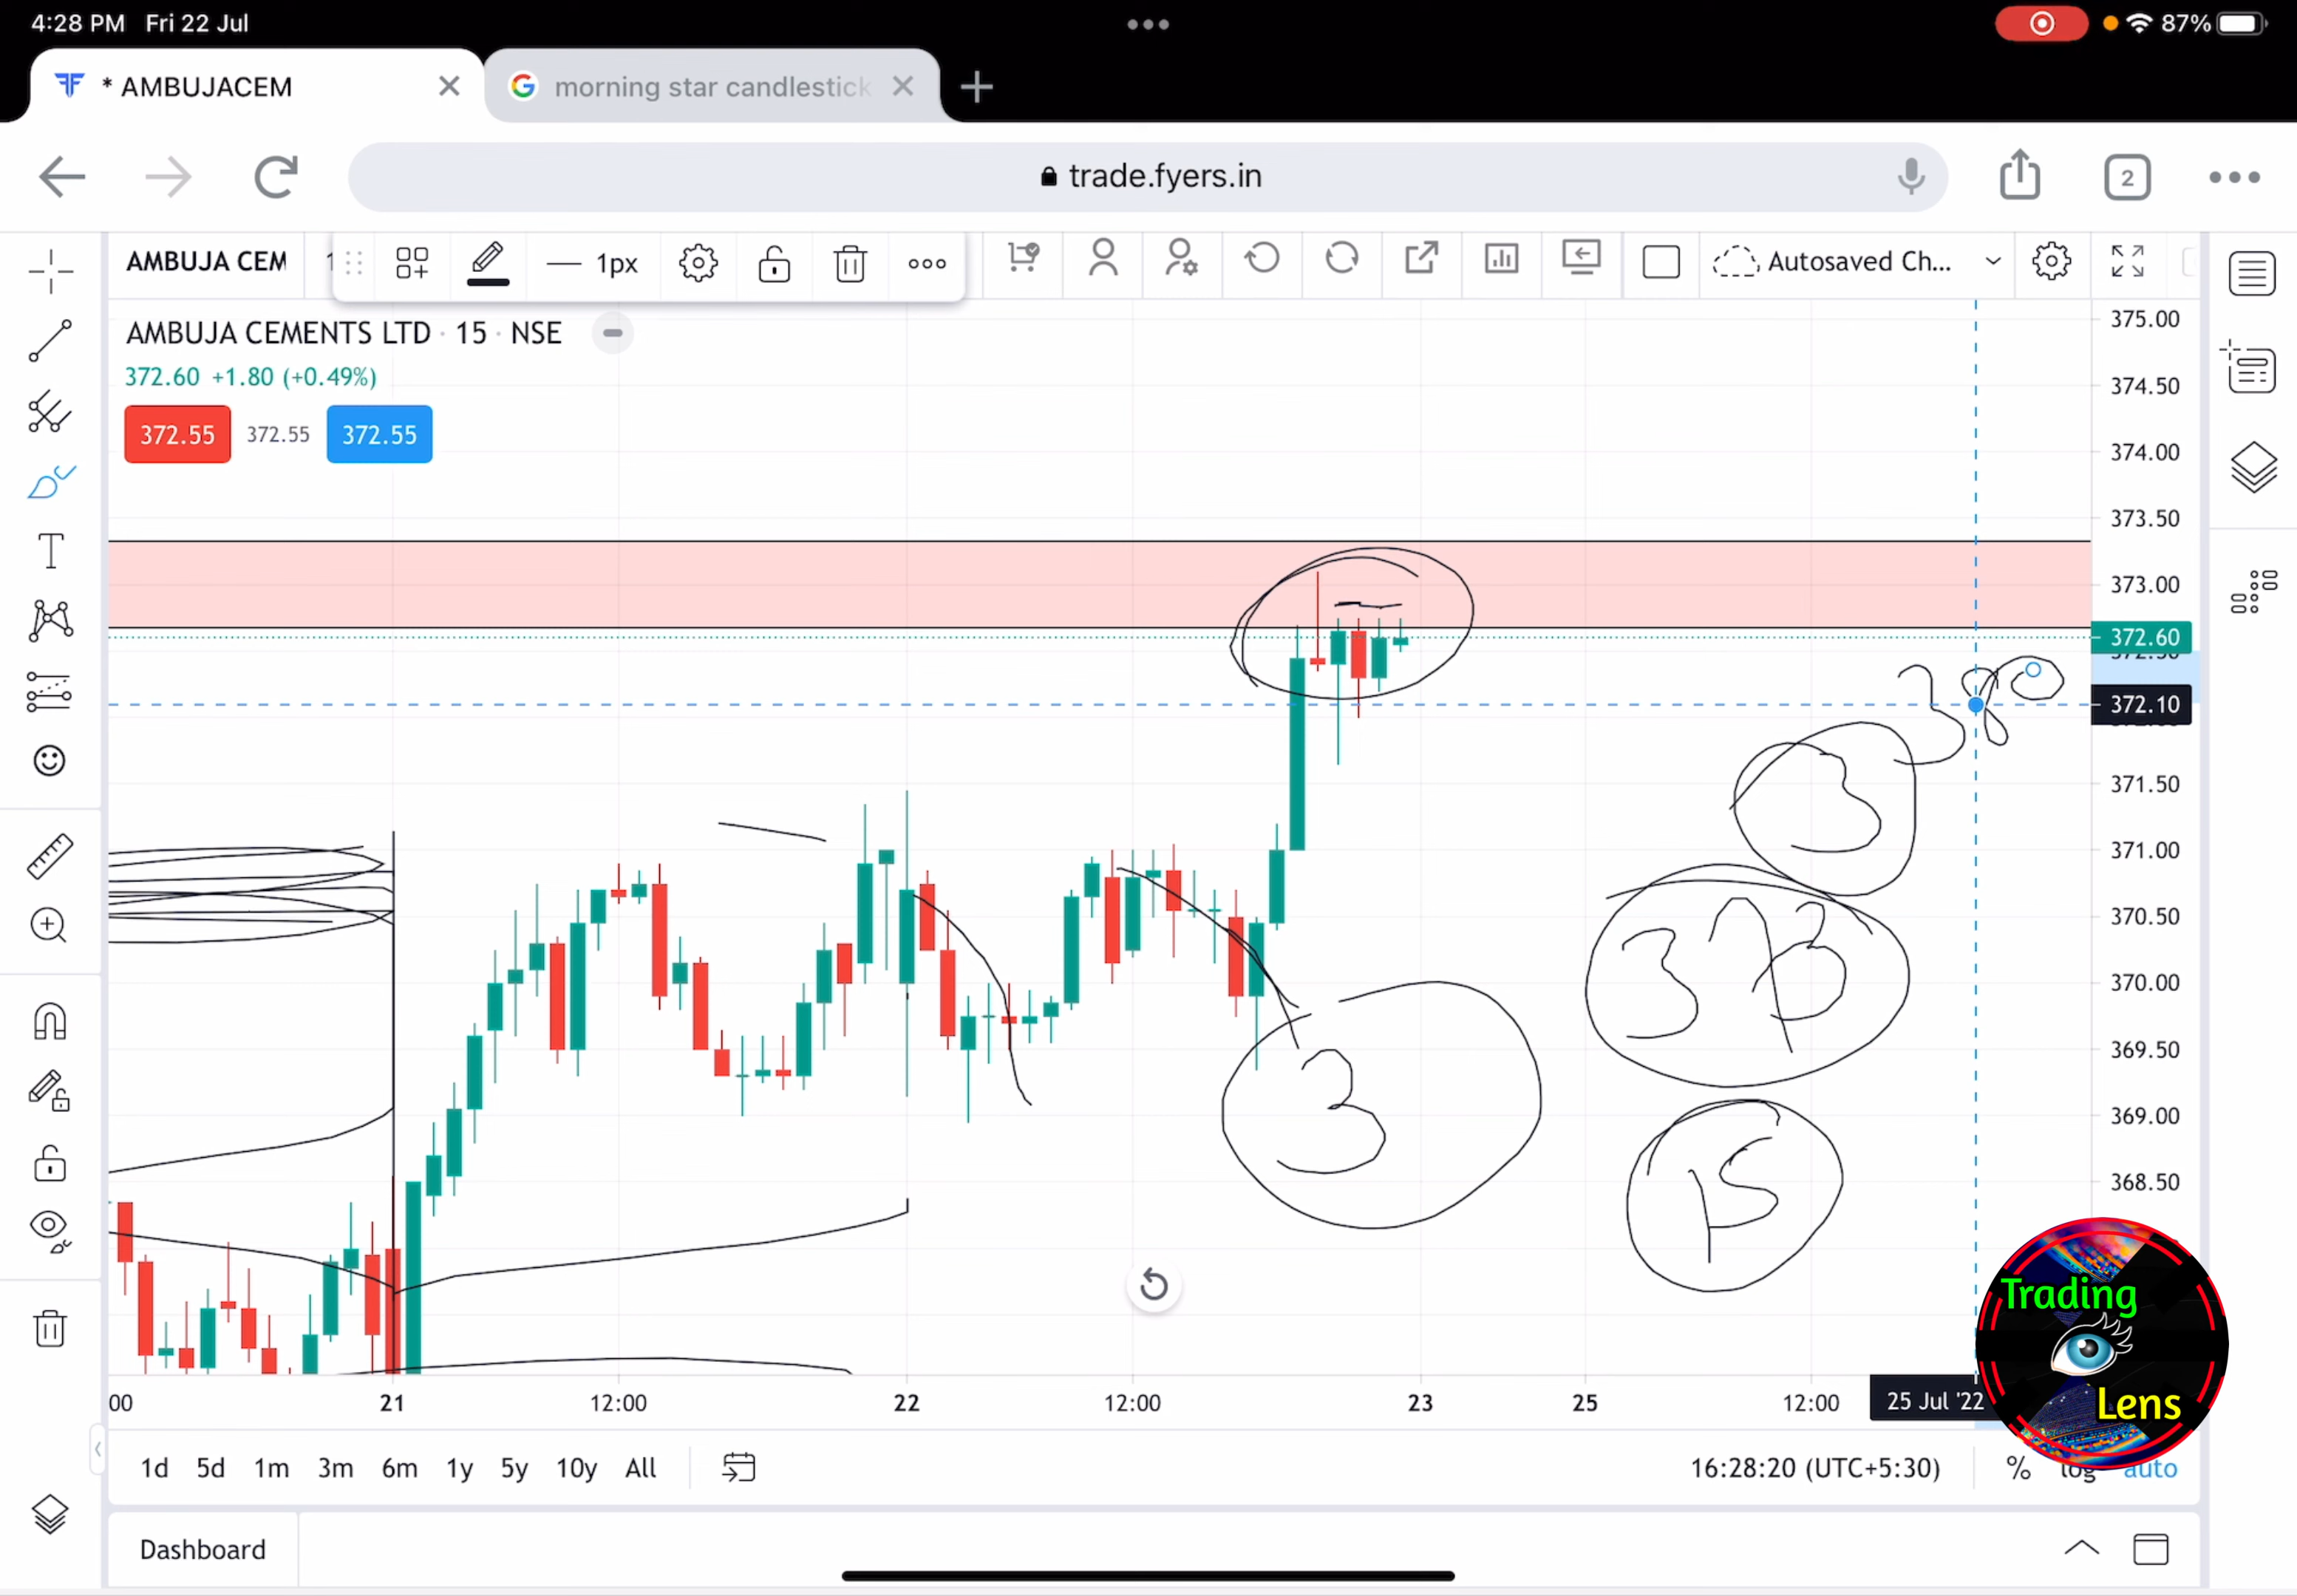 4:28 PM Fri 22 Jul
87%
* AMBUJACEM
morning star candlestick
trade.fyers.in
2
AMBUJA CEM
1px
Autosaved Ch...
AMBUJA CEMENTS LTD · 15 · NSE
372.60 +1.80 (+0.49%)
372.55 372.55 372.55
375.00
374.50
374.00
373.50
373.00
372.60
372.10
371.50
371.00
370.50
370.00
369.50
369.00
368.50
380
3
373
3
15
Trading
Lens
00 21 12:00 22 12:00 23 25 12:00 25 Jul '22
1d 5d 1m 3m 6m 1y 5y 10y All
16:28:20 (UTC+5:30) % log auto
Dashboard